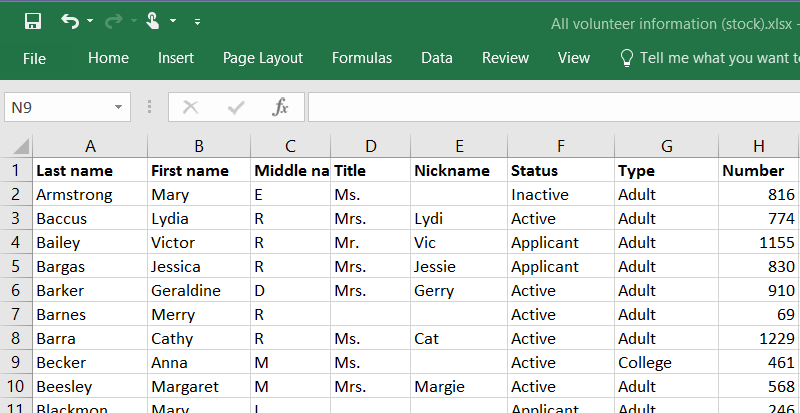 All volunteer information (stock).xlsx -
File Home Insert Page Layout Formulas Data Review View Tell me what you want t
N9 fx
A B C D E F G H
1 Last name First name Middle na Title Nickname Status Type Number
2 Armstrong Mary E Ms. Inactive Adult 816
3 Baccus Lydia R Mrs. Lydi Active Adult 774
4 Bailey Victor R Mr. Vic Applicant Adult 1155
5 Bargas Jessica R Mrs. Jessie Applicant Adult 830
6 Barker Geraldine D Mrs. Gerry Active Adult 910
7 Barnes Merry R Active Adult 69
8 Barra Cathy R Ms. Cat Active Adult 1229
9 Becker Anna M Ms. Active College 461
10 Beesley Margaret M Mrs. Margie Active Adult 568
11 Blackmon Mary Applicant Adult 246